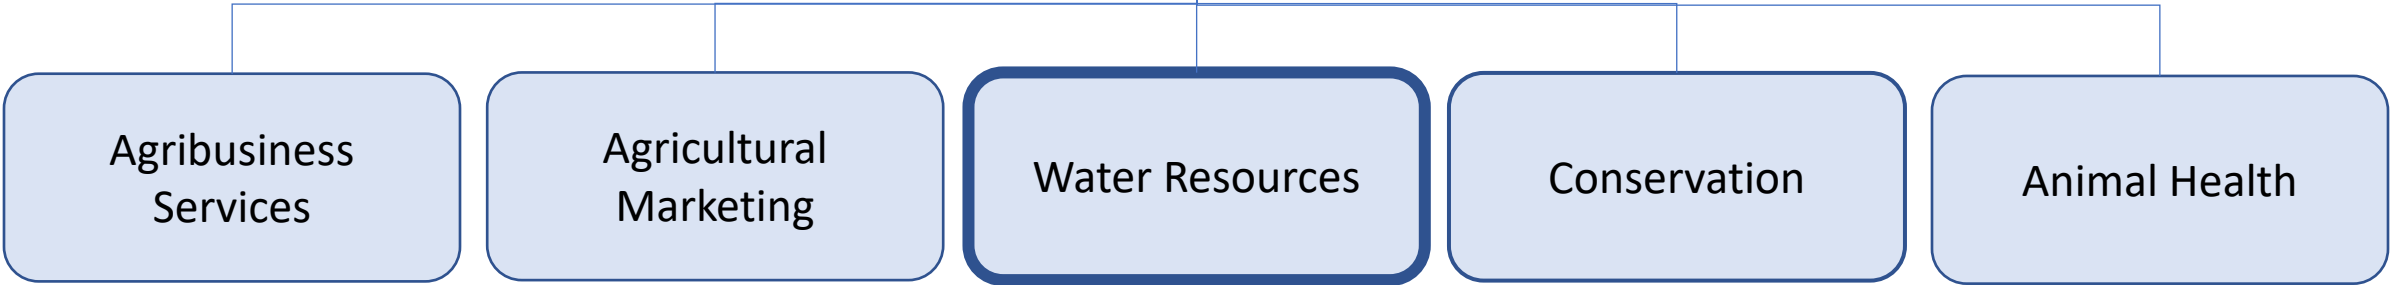 Agribusiness
Services
Agricultural
Marketing
Water Resources
Conservation
Animal Health